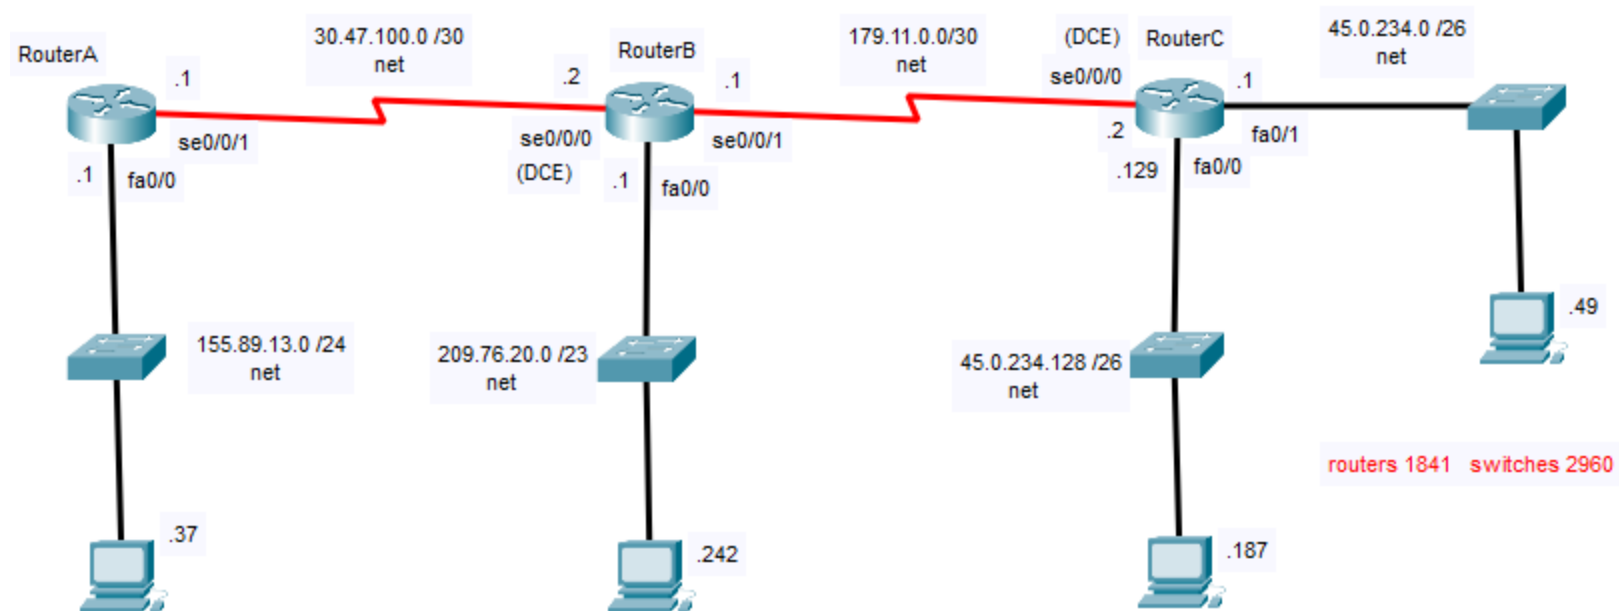 RouterA
.1
30.47.100.0 /30
net
.2
RouterB
.1
179.11.0.0/30
net
(DCE)
se0/0/0
RouterC
.1
45.0.234.0 /26
net
se0/0/1
.1
fa0/0
se0/0/0
(DCE)
.1
fa0/0
se0/0/1
.2
.129
fa0/0
fa0/1
155.89.13.0 /24
net
209.76.20.0 /23
net
45.0.234.128 /26
net
.49
routers 1841 switches 2960
.37
.242
.187